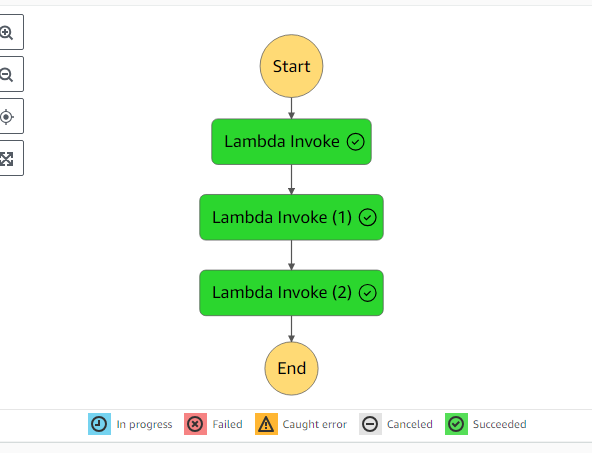 Start
Lambda Invoke
Lambda Invoke (1)
Lambda Invoke (2)
End
In progress Failed Caught error Canceled Succeeded